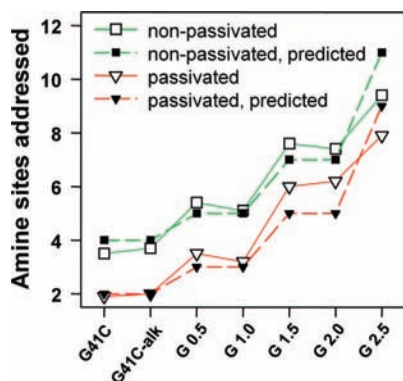 non-passivated
non-passivated, predicted
passivated
passivated, predicted
Amine sites addressed
12
10
8
6
4
2
G41C
G41C-alk
G 0.5
G 1.0
G 1.5
G 2.0
G 2.5